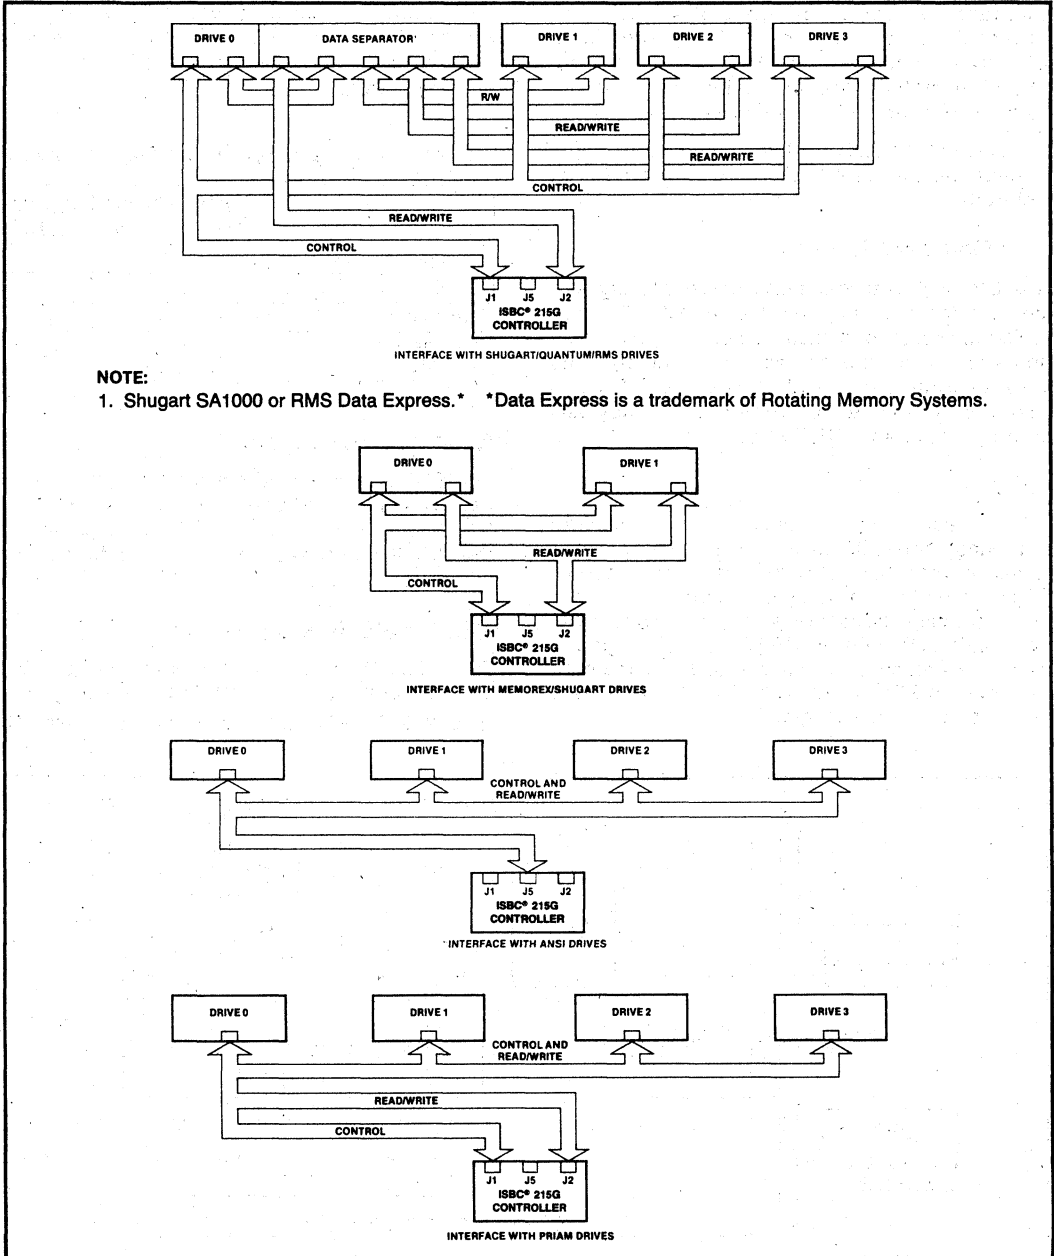 DRIVE 0 DATA SEPARATOR¹ DRIVE 1 DRIVE 2 DRIVE 3
R/W
READ/WRITE
READ/WRITE
CONTROL
READ/WRITE
CONTROL
J1 J5 J2
ISBC® 215G
CONTROLLER
INTERFACE WITH SHUGART/QUANTUM/RMS DRIVES
NOTE:
1. Shugart SA1000 or RMS Data Express.* *Data Express is a trademark of Rotating Memory Systems.
DRIVE 0 DRIVE 1
READ/WRITE
CONTROL
J1 J5 J2
ISBC® 215G
CONTROLLER
INTERFACE WITH MEMOREX/SHUGART DRIVES
DRIVE 0 DRIVE 1 DRIVE 2 DRIVE 3
CONTROL AND
READ/WRITE
J1 J5 J2
ISBC® 215G
CONTROLLER
INTERFACE WITH ANSI DRIVES
DRIVE 0 DRIVE 1 DRIVE 2 DRIVE 3
CONTROL AND
READ/WRITE
READ/WRITE
CONTROL
J1 J5 J2
ISBC® 215G
CONTROLLER
INTERFACE WITH PRIAM DRIVES